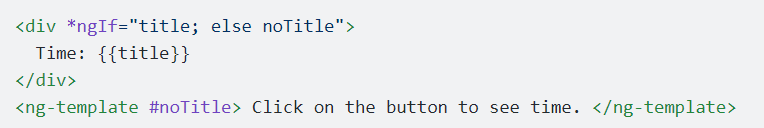 <div *ngIf="title; else noTitle">
  Time: {{title}}
</div>
<ng-template #noTitle> Click on the button to see time. </ng-template>